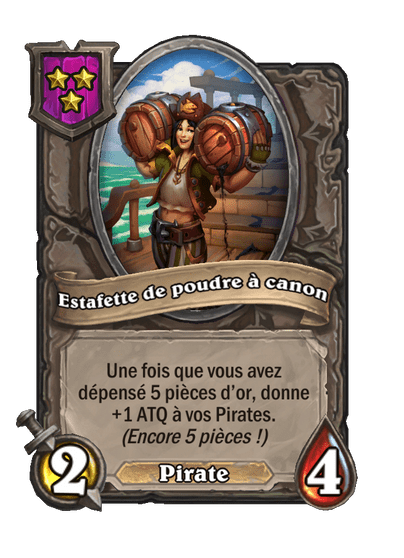 Estafette de poudre à canon
Une fois que vous avez
dépensé 5 pièces d'or, donne
+1 ATQ à vos Pirates.
(Encore 5 pièces !)
2
Pirate
4